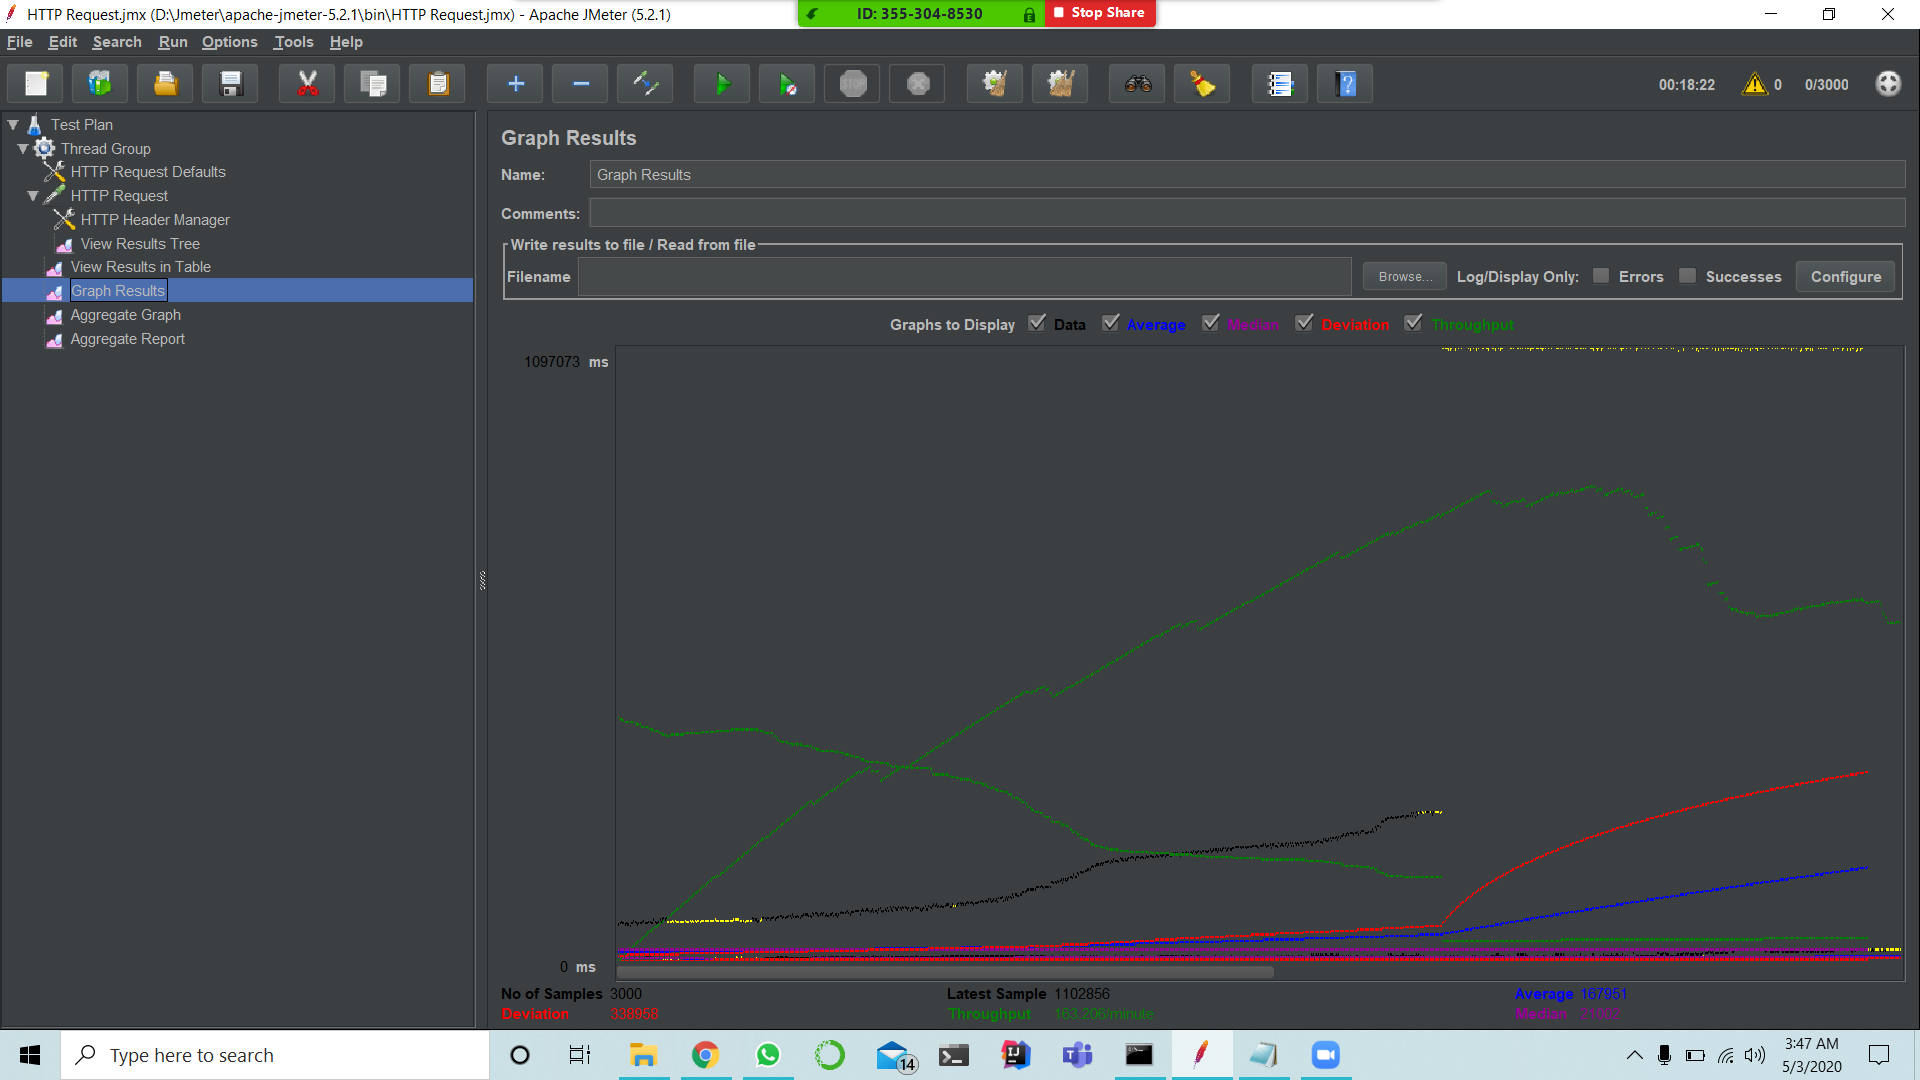 HTTP Request.jmx (D:\Jmeter\apache-jmeter-5.2.1\bin\HTTP Request.jmx) - Apache JMeter (5.2.1)
ID: 355-304-8530
Stop Share
File Edit Search Run Options Tools Help
STOP
00:18:22 0 0/3000
Test Plan
Thread Group
HTTP Request Defaults
HTTP Request
HTTP Header Manager
View Results Tree
View Results in Table
Graph Results
Aggregate Graph
Aggregate Report
Graph Results
Name: Graph Results
Comments:
Write results to file / Read from file
Filename Browse... Log/Display Only: Errors Successes Configure
Graphs to Display Data Average Median Deviation Throughput
1097073 ms
0 ms
No of Samples 3000 Latest Sample 1102856 Average 167951
Deviation 338958 Throughput 163.206/minute Median 21002
Type here to search
14
3:47 AM
5/3/2020